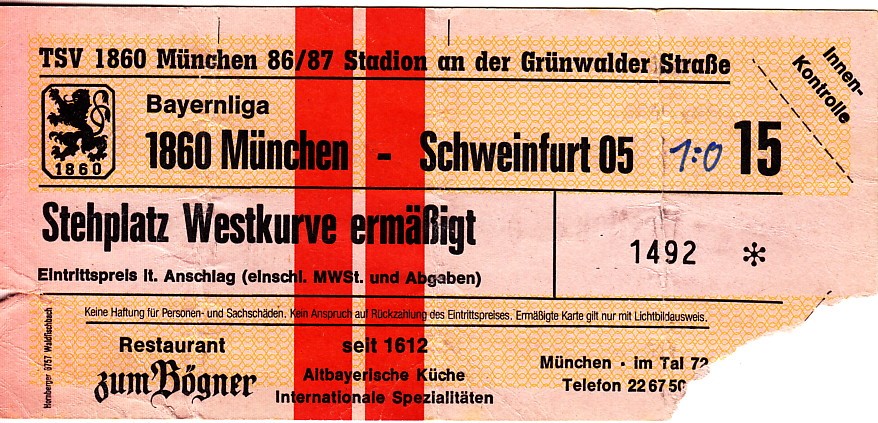 TSV 1860 München 86/87 Stadion an der Grünwalder Straße
Innen-
Kontrolle
Bayernliga
1860 München - Schweinfurt 05 1:0 15
1860
Stehplatz Westkurve ermäßigt
1492 *
Eintrittspreis lt. Anschlag (einschl. MWSt. und Abgaben)
Keine Haftung für Personen- und Sachschäden. Kein Anspruch auf Rückzahlung des Eintrittspreises. Ermäßigte Karte gilt nur mit Lichtbildausweis.
Restaurant seit 1612
zum Bögner
Altbayerische Küche
Internationale Spezialitäten
München · im Tal 72
Telefon 22 67 50
Hornberger 6757 Waldfischbach